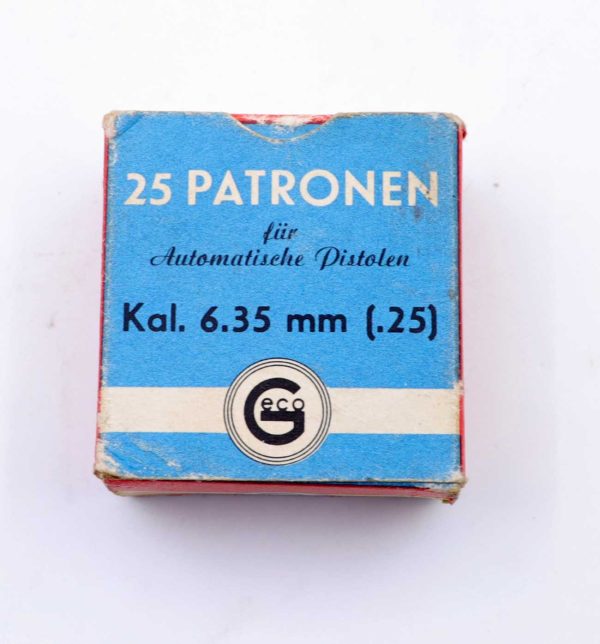 25 PATRONEN
für
Automatische Pistolen
Kal. 6.35 mm (.25)
Geco